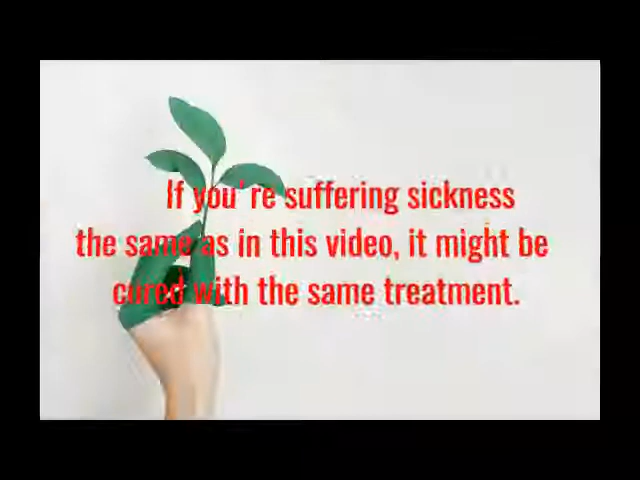 If you're suffering sickness
the same as in this video, it might be
cured with the same treatment.